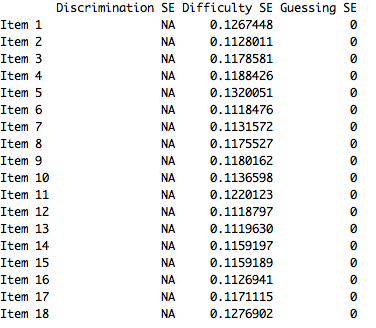 Discrimination SE Difficulty SE Guessing SE
Item 1 NA 0.1267448 0
Item 2 NA 0.1128011 0
Item 3 NA 0.1178581 0
Item 4 NA 0.1188426 0
Item 5 NA 0.1320051 0
Item 6 NA 0.1118476 0
Item 7 NA 0.1131572 0
Item 8 NA 0.1175527 0
Item 9 NA 0.1180162 0
Item 10 NA 0.1136598 0
Item 11 NA 0.1220123 0
Item 12 NA 0.1118797 0
Item 13 NA 0.1119630 0
Item 14 NA 0.1159197 0
Item 15 NA 0.1159189 0
Item 16 NA 0.1126941 0
Item 17 NA 0.1171115 0
Item 18 NA 0.1276902 0